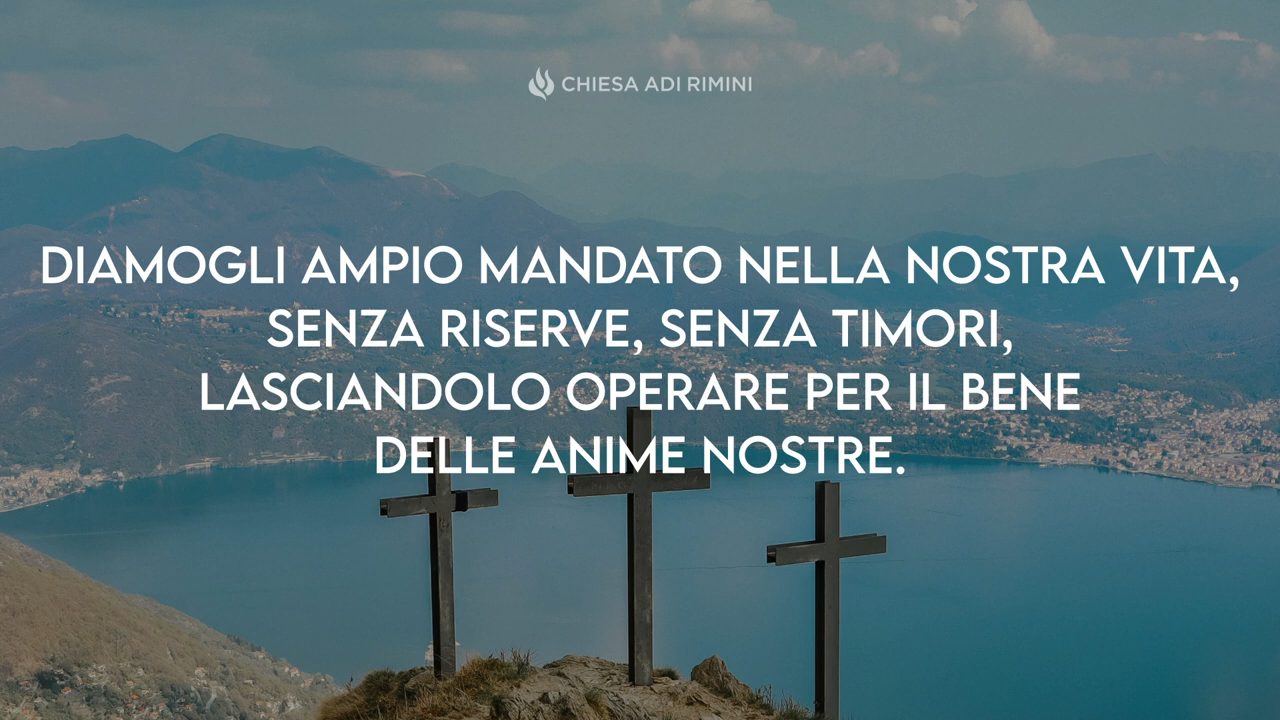 CHIESA ADI RIMINI
DIAMOGLI AMPIO MANDATO NELLA NOSTRA VITA,
SENZA RISERVE, SENZA TIMORI,
LASCIANDOLO OPERARE PER IL BENE
DELLE ANIME NOSTRE.